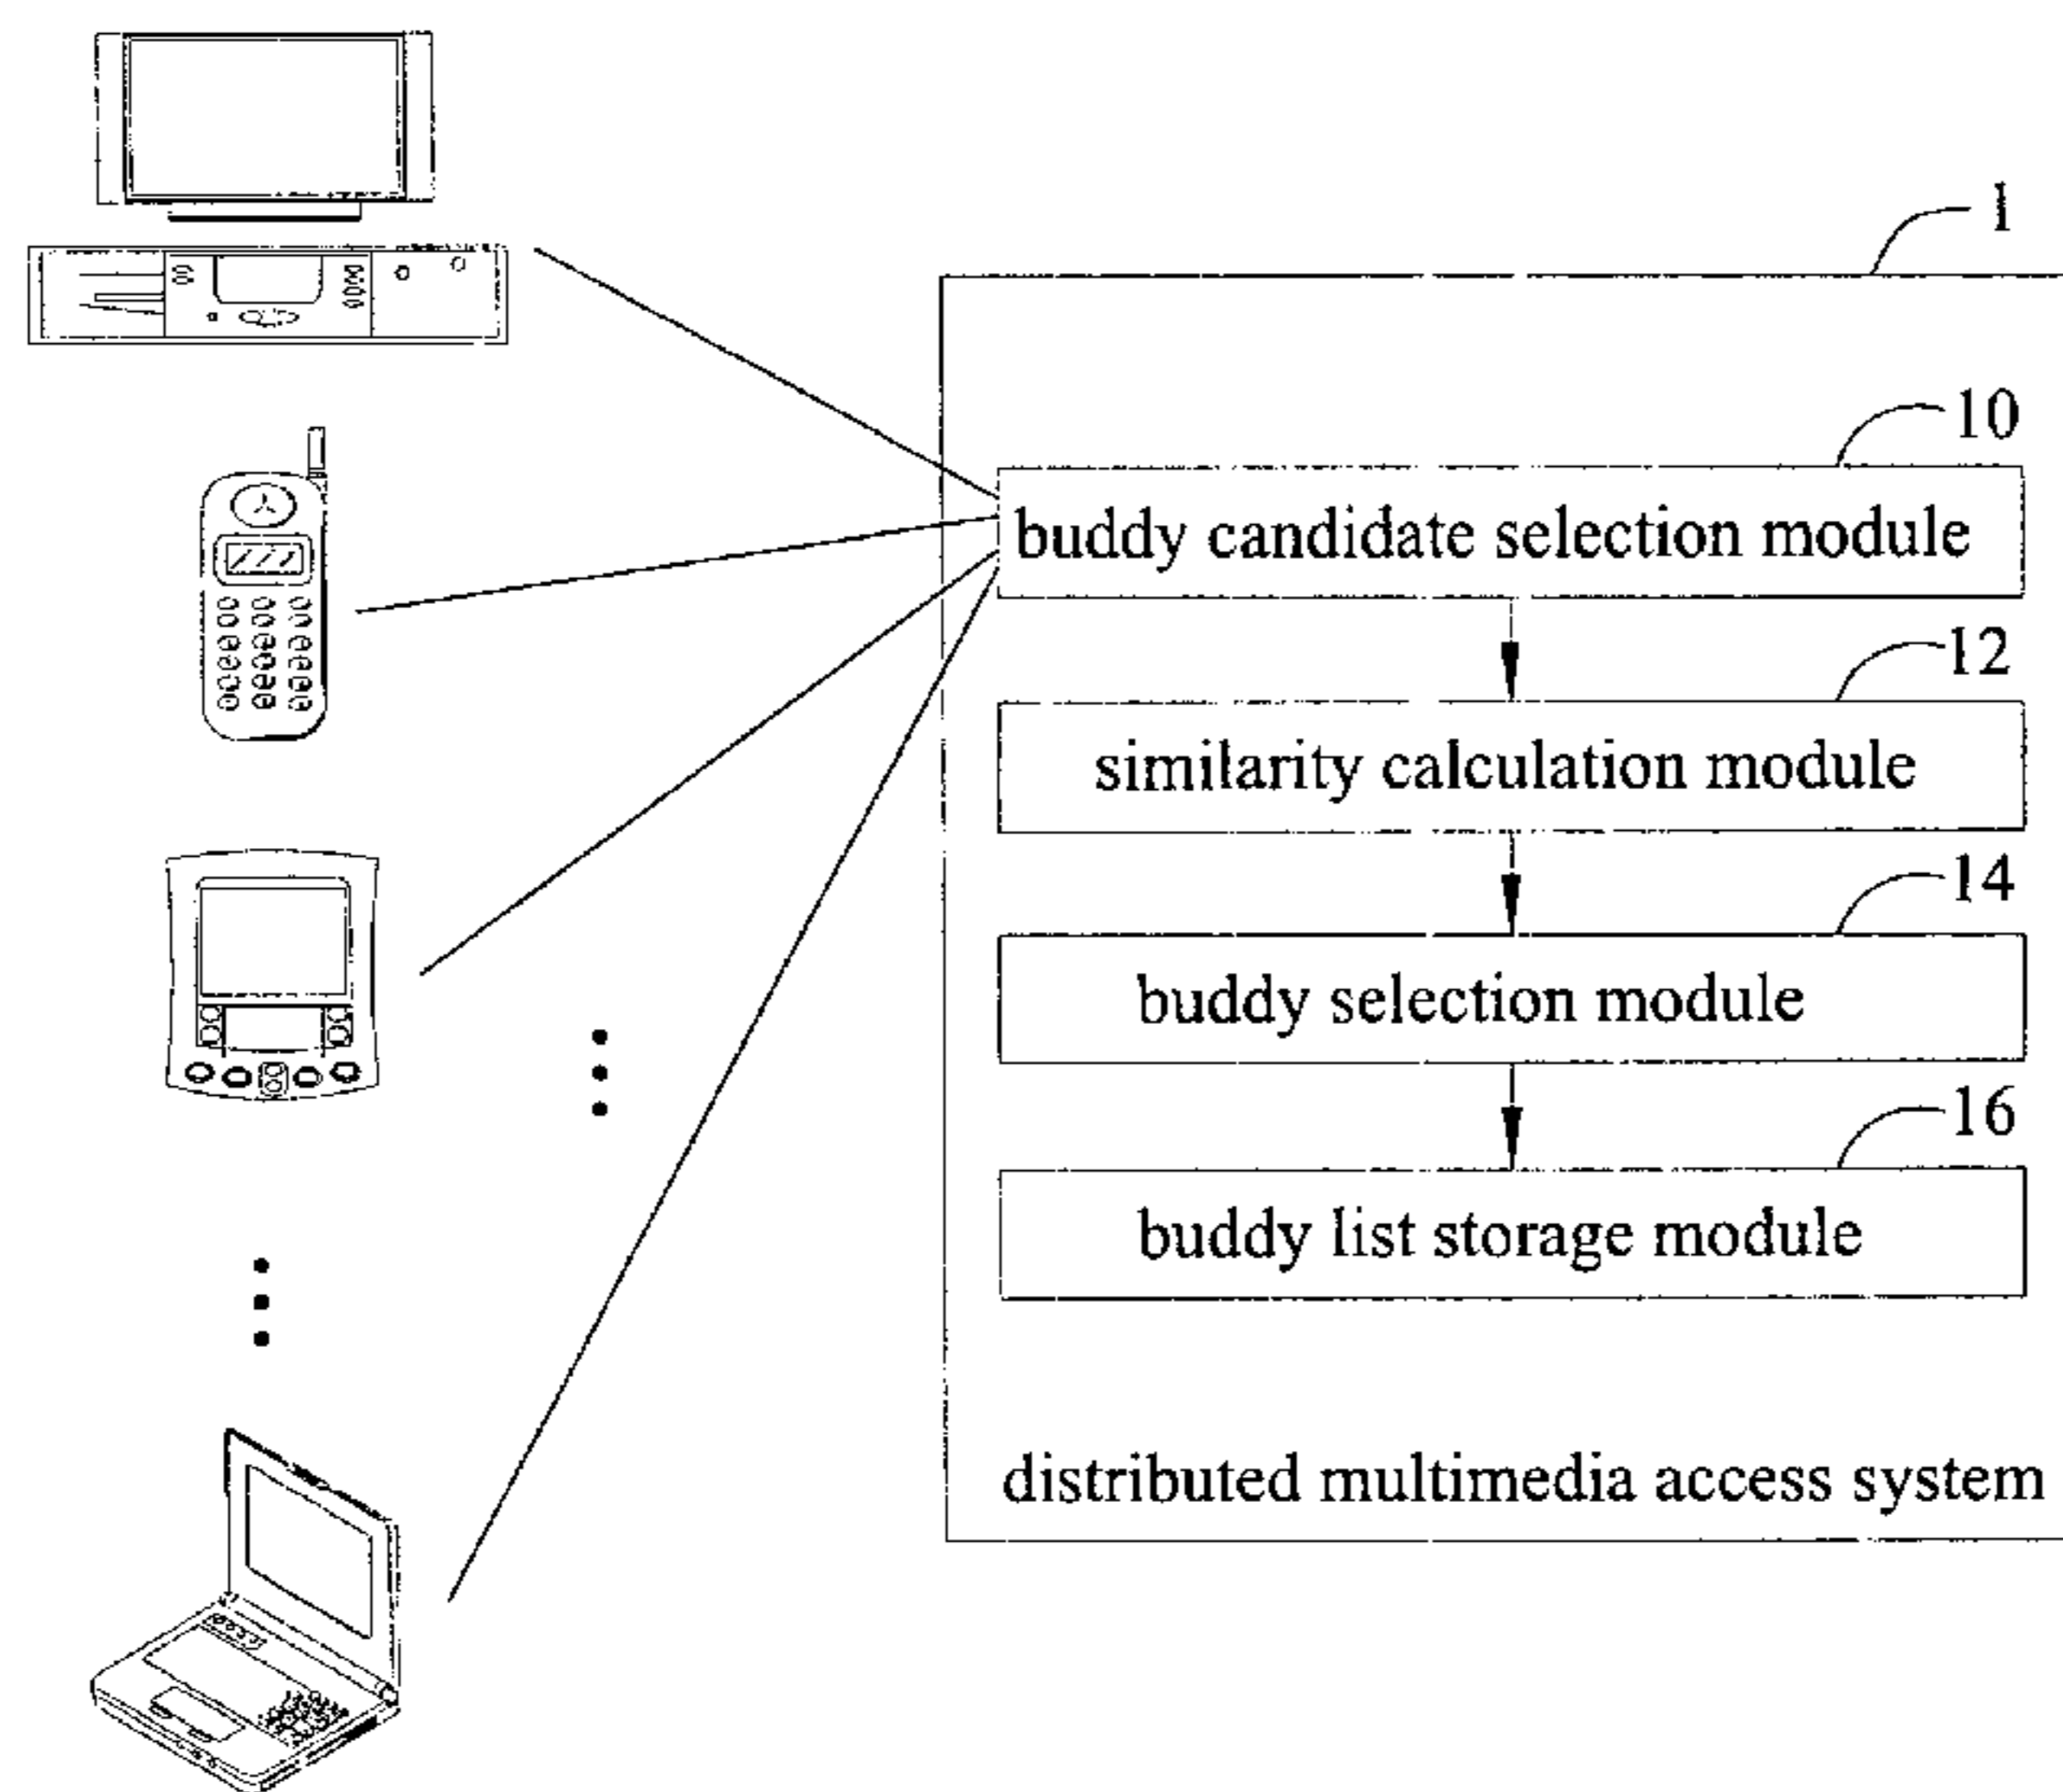 1
10
buddy candidate selection module
12
similarity calculation module
14
buddy selection module
16
buddy list storage module
distributed multimedia access system